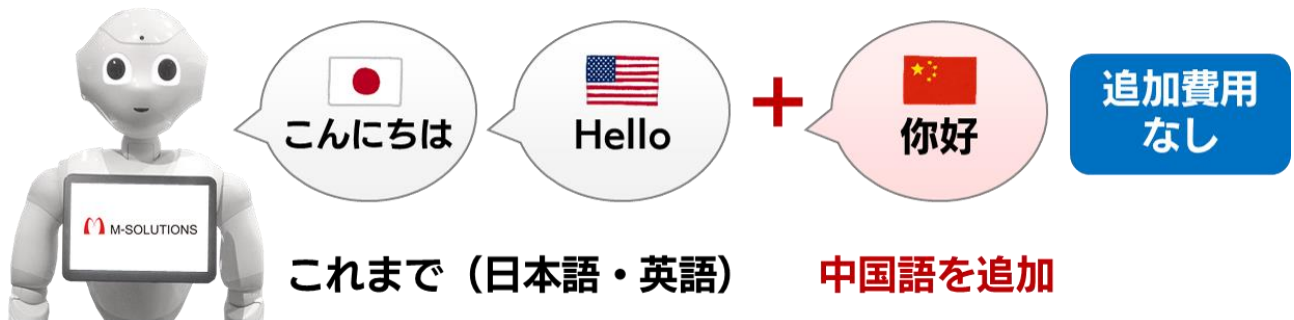 こんにちは
Hello
+
你好
追加費用
なし
M-SOLUTIONS
これまで（日本語・英語）
中国語を追加